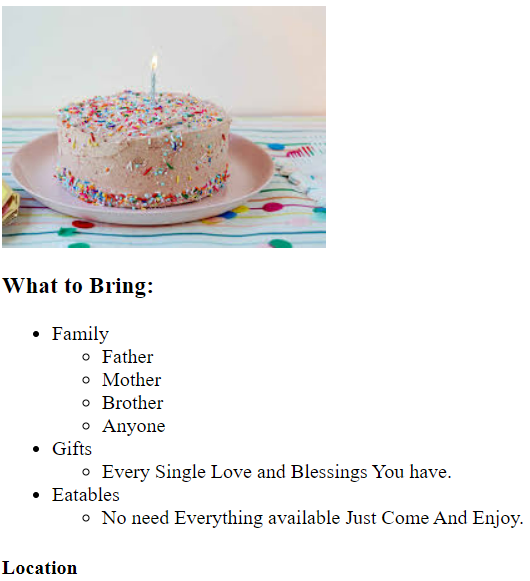 What to Bring:
Family
Father
Mother
Brother
Anyone
Gifts
Every Single Love and Blessings You have.
Eatables
No need Everything available Just Come And Enjoy.
Location